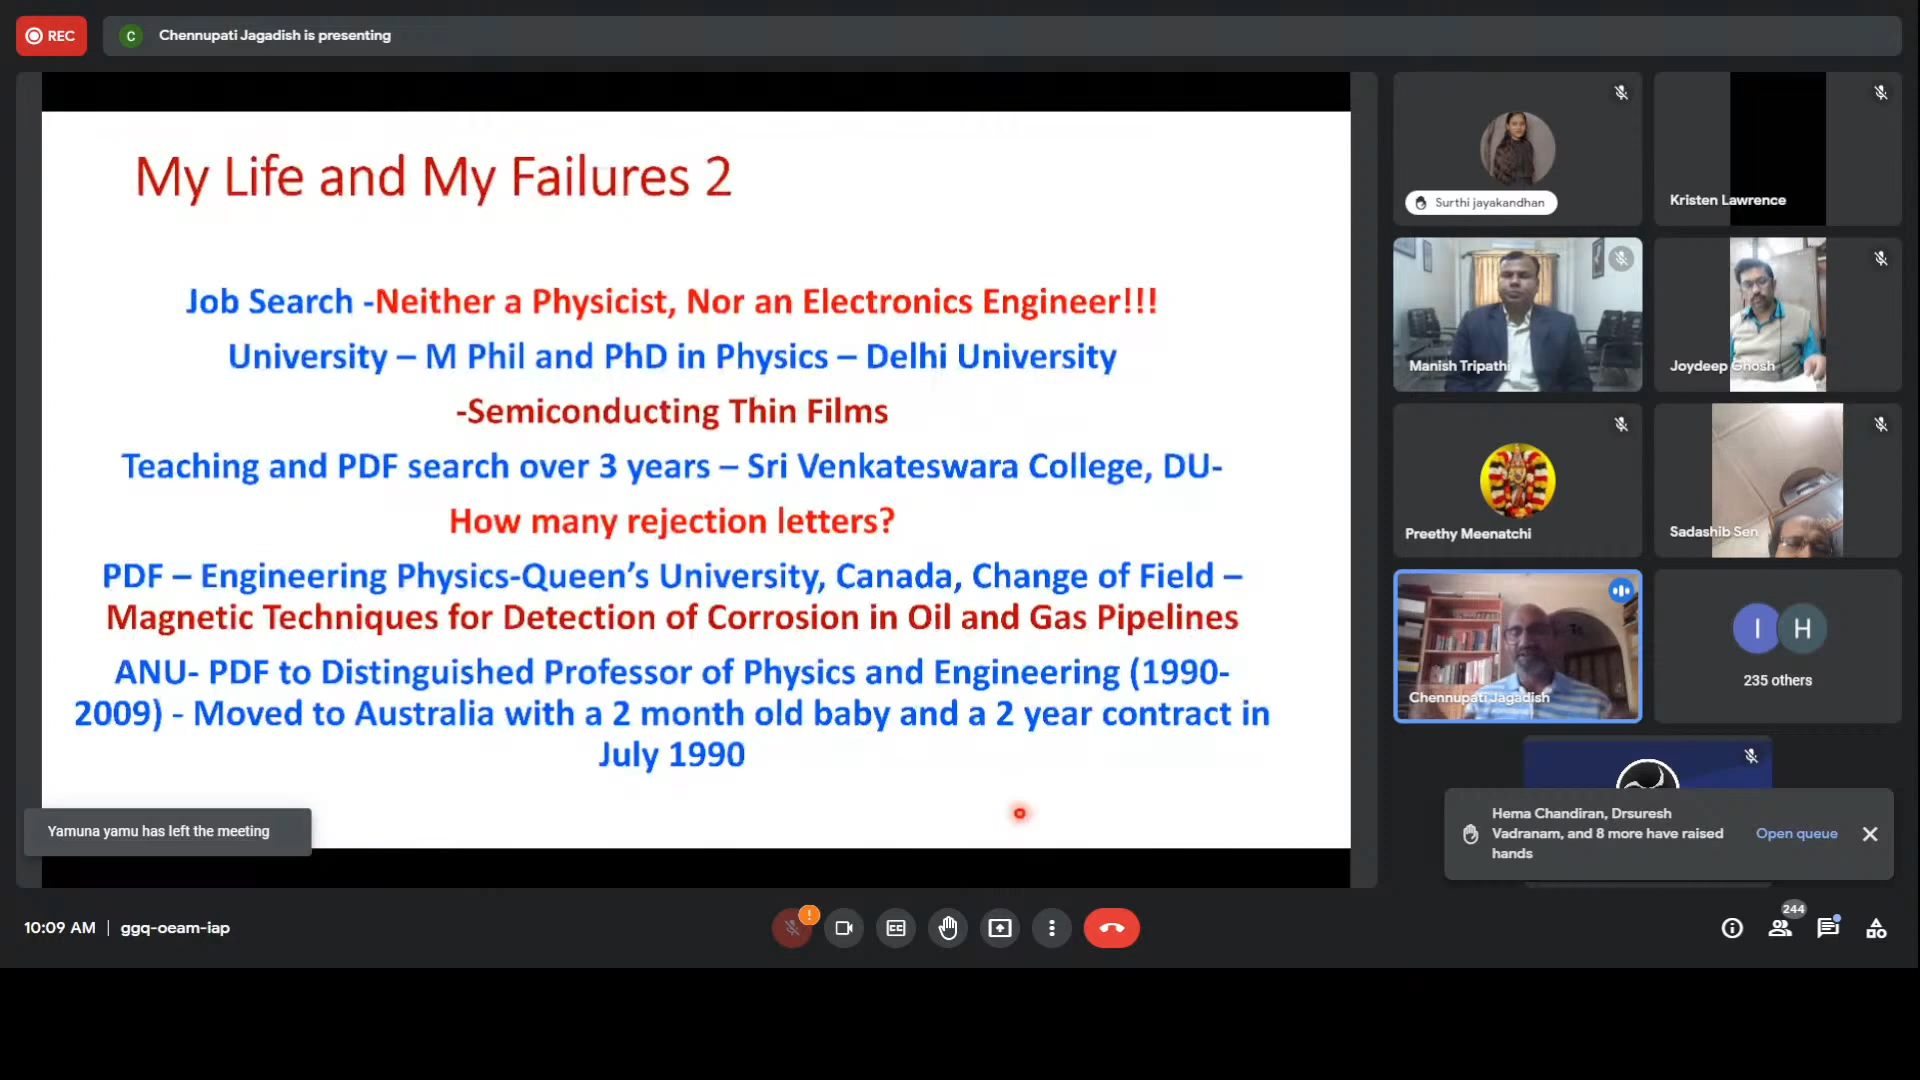 REC
C
Chennupati Jagadish is presenting
My Life and My Failures 2
Job Search -Neither a Physicist, Nor an Electronics Engineer!!!
University – M Phil and PhD in Physics – Delhi University
-Semiconducting Thin Films
Teaching and PDF search over 3 years – Sri Venkateswara College, DU-
How many rejection letters?
PDF – Engineering Physics-Queen’s University, Canada, Change of Field –
Magnetic Techniques for Detection of Corrosion in Oil and Gas Pipelines
ANU- PDF to Distinguished Professor of Physics and Engineering (1990-
2009) - Moved to Australia with a 2 month old baby and a 2 year contract in
July 1990
Yamuna yamu has left the meeting
Surthi jayakandhan
Kristen Lawrence
Manish Tripathi
Joydeep Ghosh
Preethy Meenatchi
Sadashib Sen
Chennupati Jagadish
I H
235 others
Hema Chandiran, Drsuresh
Vadranam, and 8 more have raised
hands
Open queue
10:09 AM | ggq-oeam-iap
!
CC
244